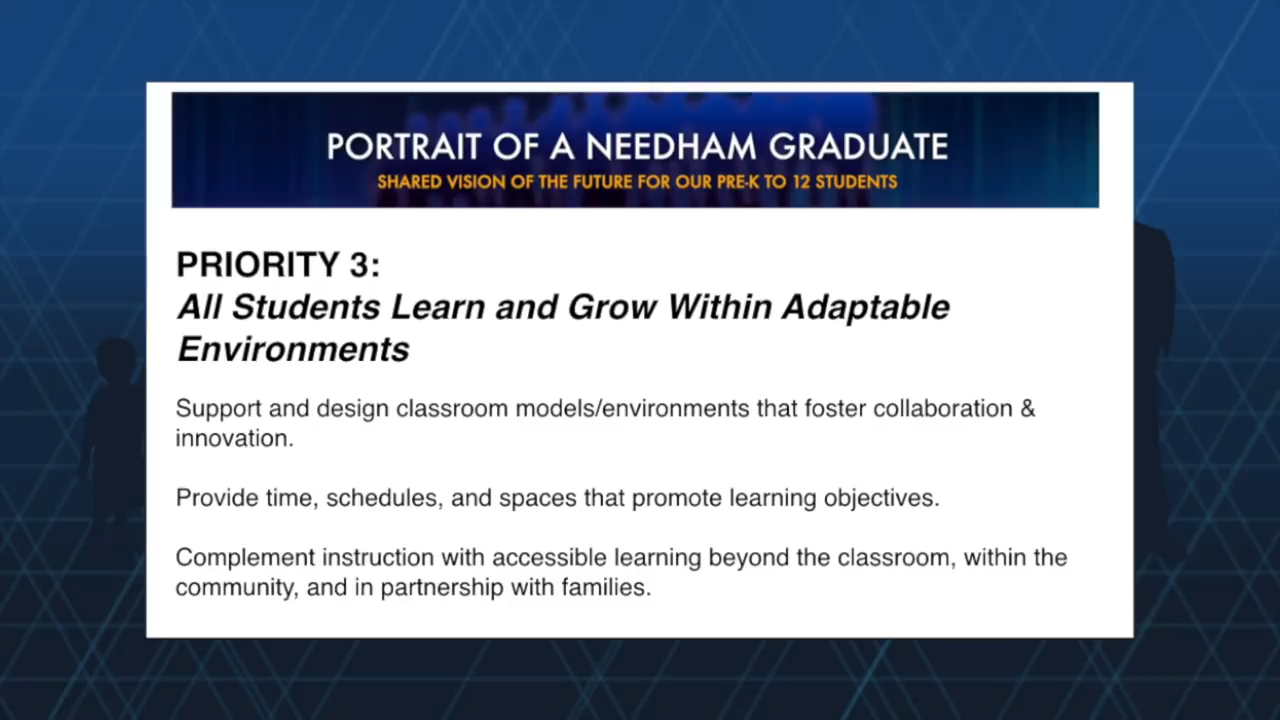 PORTRAIT OF A NEEDHAM GRADUATE
SHARED VISION OF THE FUTURE FOR OUR PRE-K TO 12 STUDENTS
PRIORITY 3:
All Students Learn and Grow Within Adaptable
Environments
Support and design classroom models/environments that foster collaboration &
innovation.
Provide time, schedules, and spaces that promote learning objectives.
Complement instruction with accessible learning beyond the classroom, within the
community, and in partnership with families.